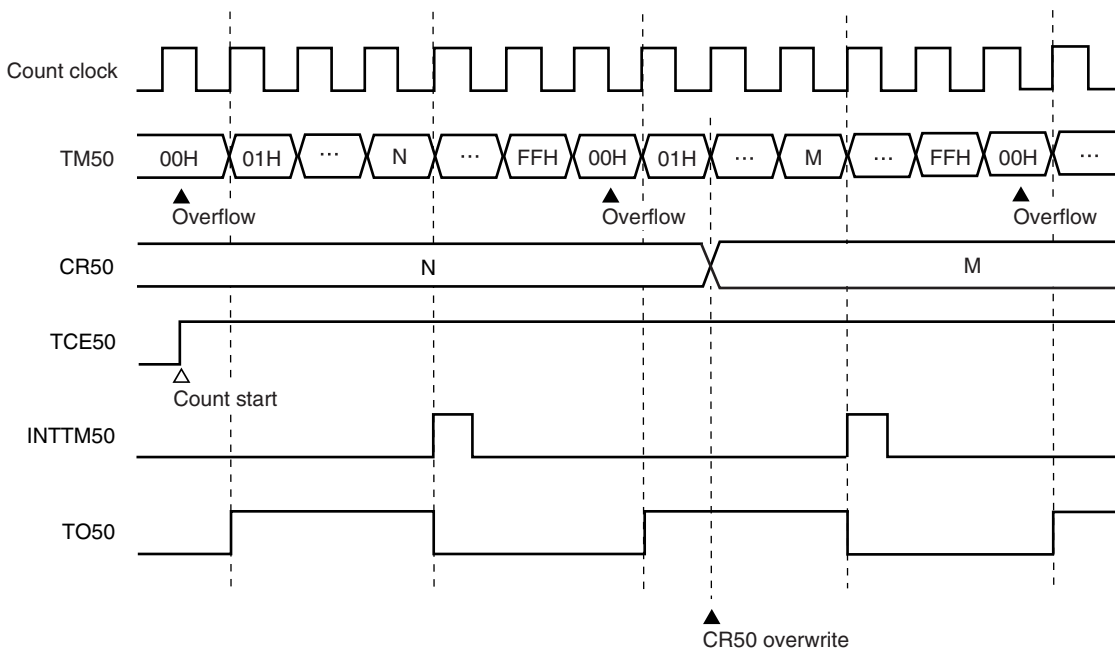 Count clock
TM50 00H 01H ... N ... FFH 00H 01H ... M ... FFH 00H ...
Overflow Overflow Overflow
CR50 N M
TCE50
Count start
INTTM50
TO50
CR50 overwrite